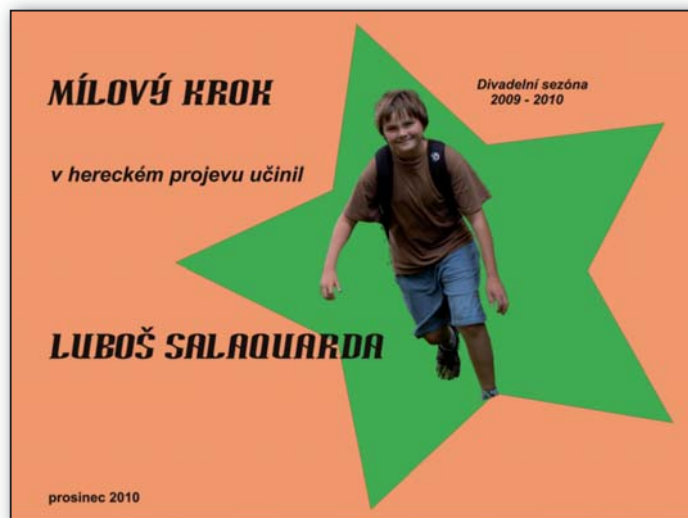 MÍLOVÝ KROK
Divadelní sezóna
2009 - 2010
v hereckém projevu učinil
LUBOŠ SALAQUARDA
prosinec 2010